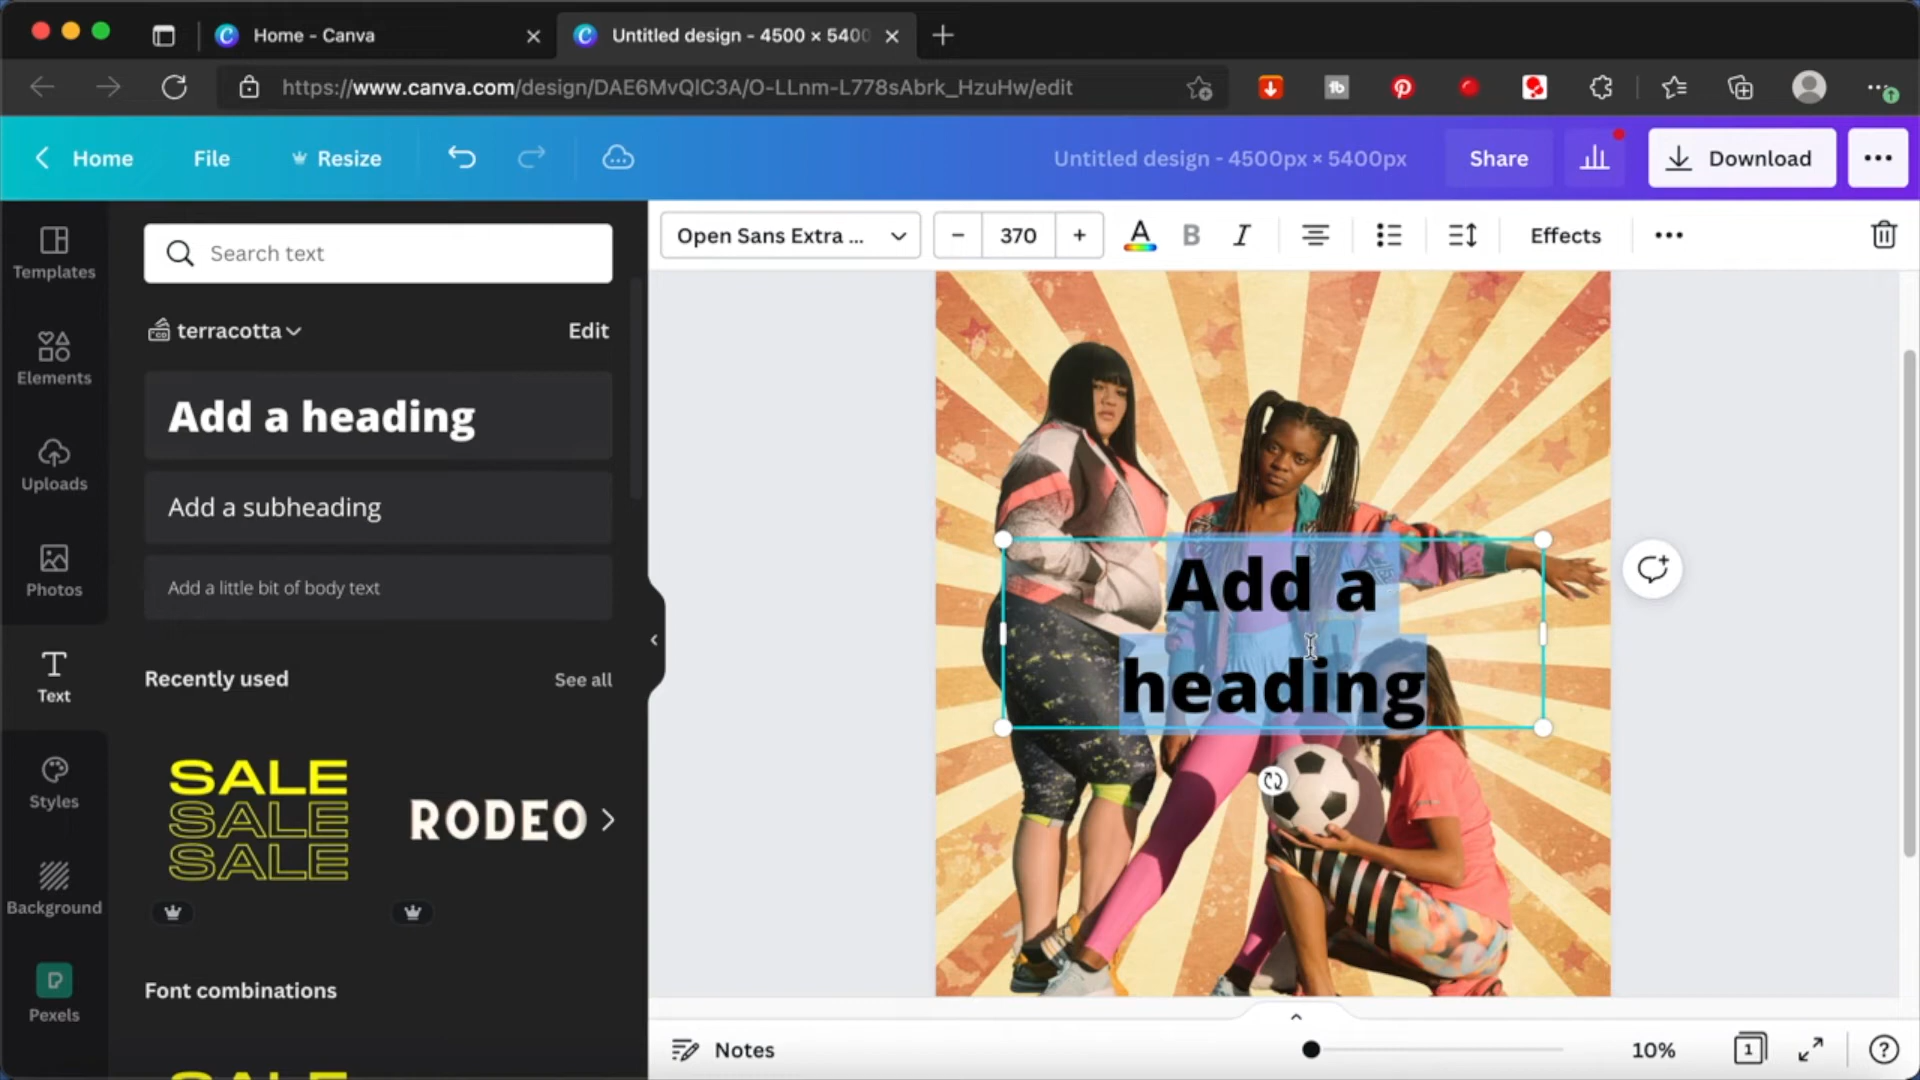 Home - Canva
Untitled design - 4500 × 5400
https://www.canva.com/design/DAE6MvQlC3A/O-LLnm-L778sAbrk_HzuHw/edit
Home
File
Resize
Untitled design - 4500px × 5400px
Share
Download
Templates
Elements
Uploads
Photos
Text
Styles
Background
Pexels
Search text
terracotta
Edit
Add a heading
Add a subheading
Add a little bit of body text
Recently used
See all
SALE
SALE
SALE
RODEO
Font combinations
SALE
Open Sans Extra ...
370
A
B
I
Effects
Add a
heading
Notes
10%
1